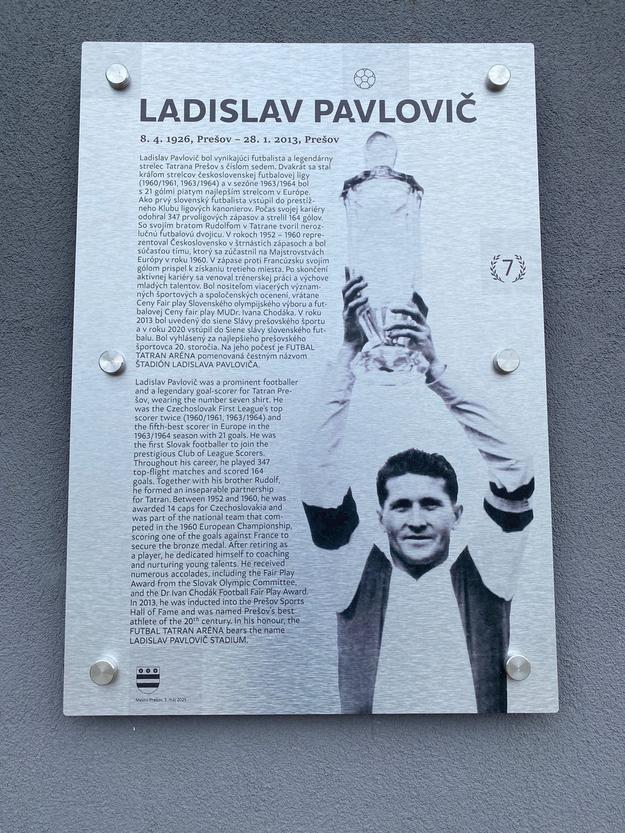 LADISLAV PAVLOVIČ
8. 4. 1926, Prešov – 28. 1. 2013, Prešov
Ladislav Pavlovič bol vynikajúci futbalista a legendárny
strelec Tatrana Prešov s číslom sedem. Dvakrát sa stal
kráľom strelcov československej futbalovej ligy
(1960/1961, 1963/1964) a v sezóne 1963/1964 bol
s 21 gólmi piatym najlepším strelcom v Európe.
Ako prvý slovenský futbalista vstúpil do prestíž-
neho Klubu ligových kanonierov. Počas svojej kariéry
odohral 347 prvoligových zápasov a strelil 164 gólov.
So svojím bratom Rudolfom v Tatrane tvoril neroz-
lučnú futbalovú dvojicu. V rokoch 1952 – 1960 repre-
zentoval Československo v štrnástich zápasoch a bol
súčasťou tímu, ktorý sa zúčastnil na Majstrovstvách
Európy v roku 1960. V zápase proti Francúzsku svojím
gólom prispel k získaniu tretieho miesta. Po skončení
aktívnej kariéry sa venoval trénerskej práci a výchove
mladých talentov. Bol nositeľom viacerých význam-
ných športových a spoločenských ocenení, vrátane
Ceny Fair play Slovenského olympijského výboru a fut-
balovej Ceny fair play MUDr. Ivana Chodáka. V roku
2013 bol uvedený do siene Slávy prešovského športu
a v roku 2020 vstúpil do Siene slávy slovenského fut-
balu. Bol vyhlásený za najlepšieho prešovského
športovca 20. storočia. Na jeho počesť je FUTBAL
TATRAN ARÉNA pomenovaná čestným názvom
ŠTADIÓN LADISLAVA PAVLOVIČA.
7
Ladislav Pavlovič was a prominent footballer
and a legendary goal-scorer for Tatran Pre-
šov, wearing the number seven shirt. He
was the Czechoslovak First League's top
scorer twice (1960/1961, 1963/1964) and
the fifth-best scorer in Europe in the
1963/1964 season with 21 goals. He was
the first Slovak footballer to join the
prestigious Club of League Scorers.
Throughout his career, he played 347
top-flight matches and scored 164
goals. Together with his brother Rudolf,
he formed an inseparable partnership
for Tatran. Between 1952 and 1960, he was
awarded 14 caps for Czechoslovakia and
was part of the national team that com-
peted in the 1960 European Championship,
scoring one of the goals against France to
secure the bronze medal. After retiring as
a player, he dedicated himself to coaching
and nurturing young talents. He received
numerous accolades, including the Fair Play
Award from the Slovak Olympic Committee,
and the Dr Ivan Chodák Football Fair Play Award.
In 2013, he was inducted into the Prešov Sports
Hall of Fame and was named Prešov's best
athlete of the 20th century. In his honour, the
FUTBAL TATRAN ARÉNA bears the name
LADISLAV PAVLOVIČ STADIUM.
Mesto Prešov, 3. máj 2025